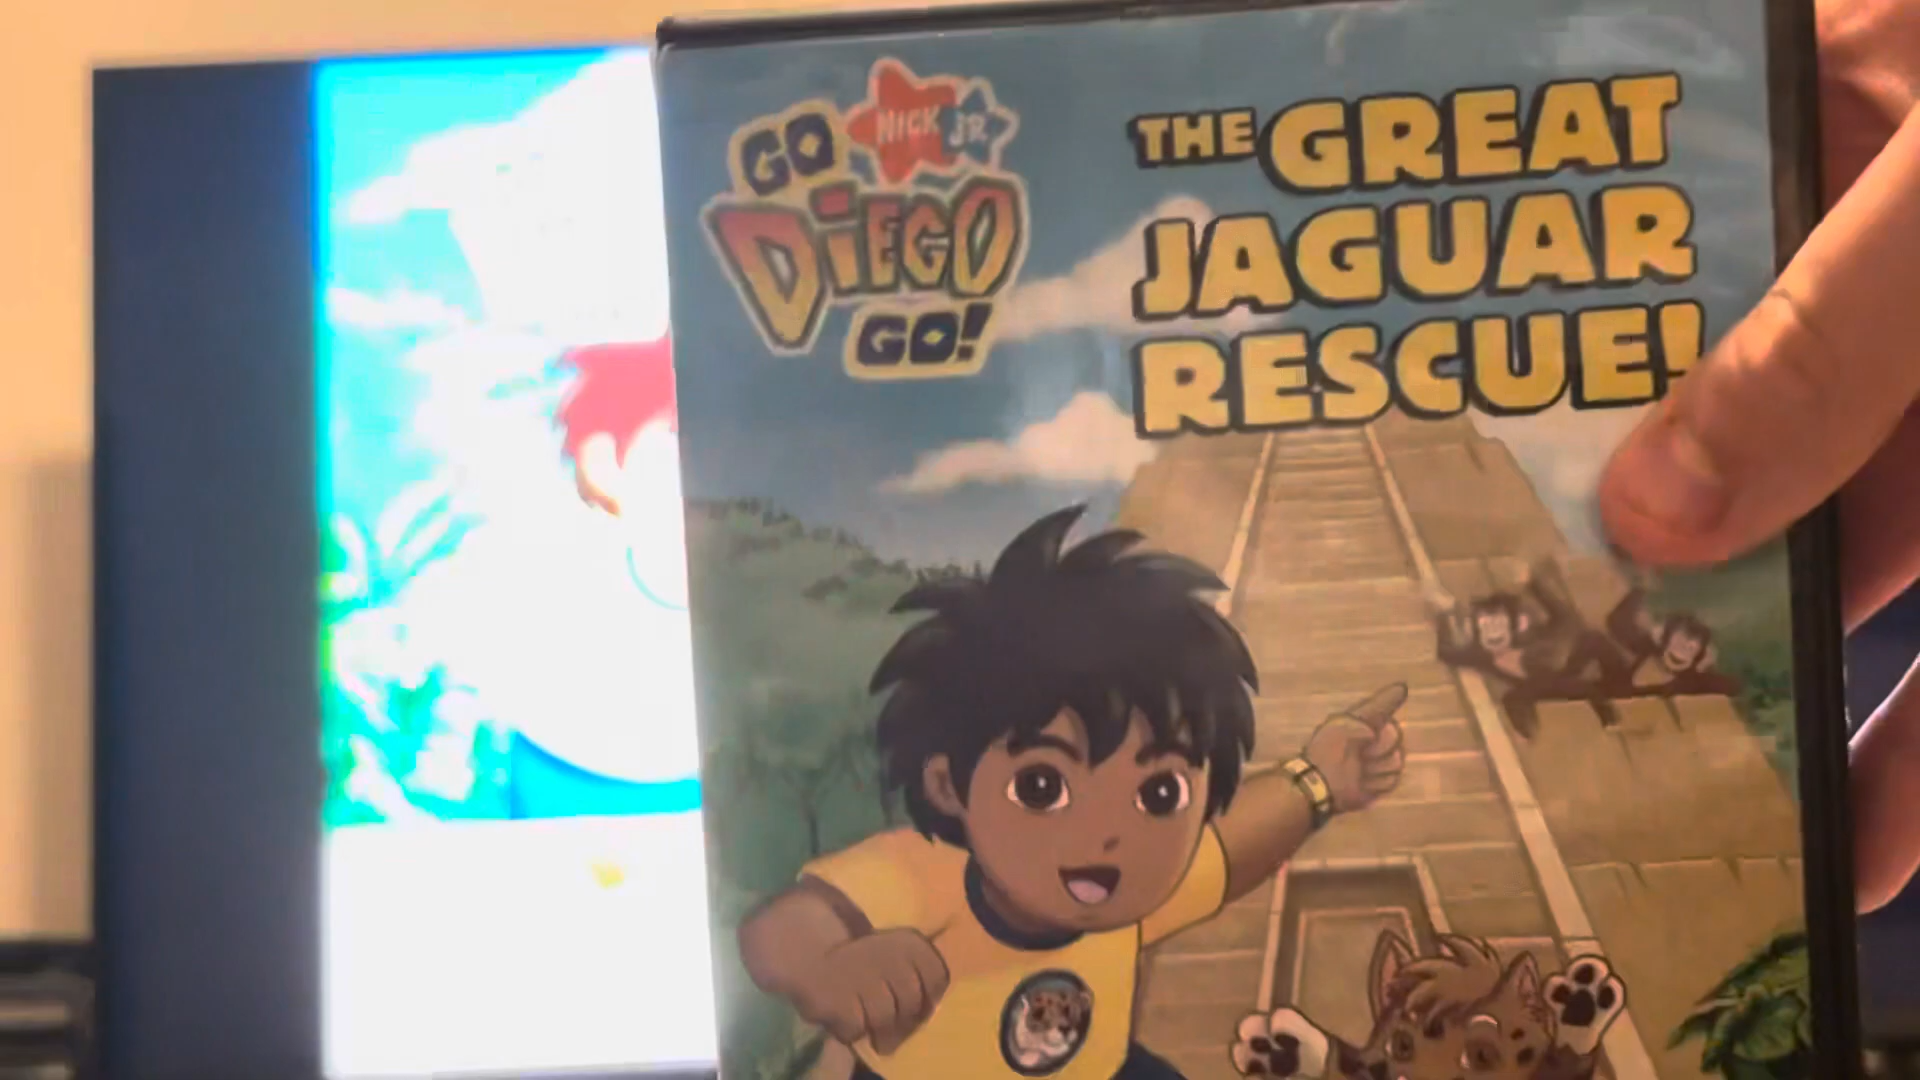 GO
NICK JR
DIEGO
GO!
THE GREAT
JAGUAR
RESCUE!